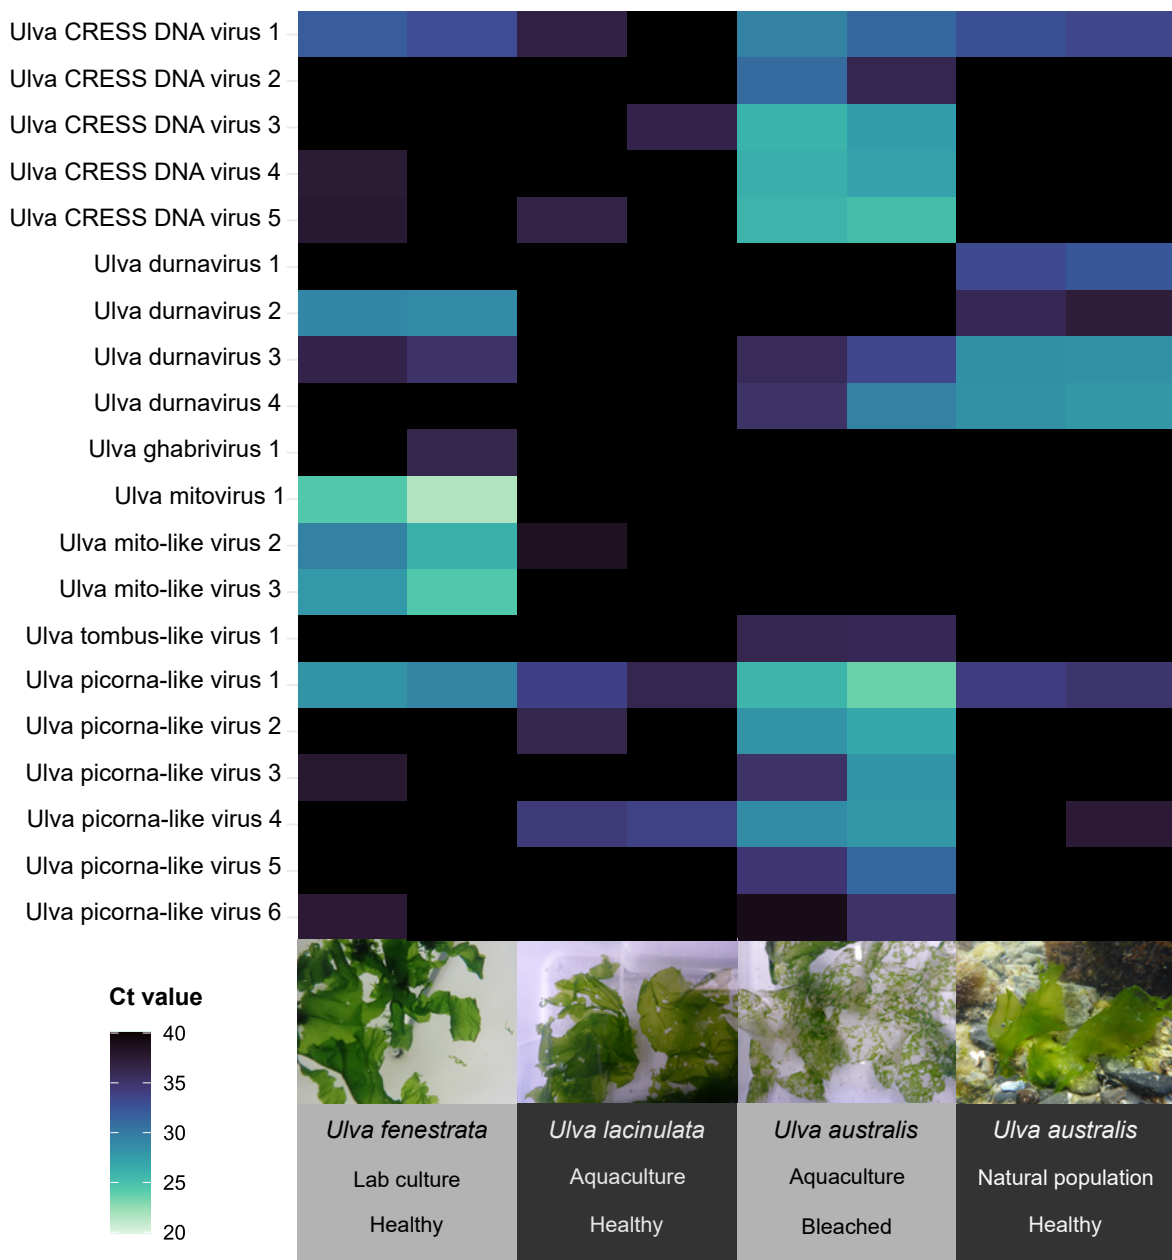 Ulva CRESS DNA virus 1
Ulva CRESS DNA virus 2
Ulva CRESS DNA virus 3
Ulva CRESS DNA virus 4
Ulva CRESS DNA virus 5
Ulva durnavirus 1
Ulva durnavirus 2
Ulva durnavirus 3
Ulva durnavirus 4
Ulva ghabrivirus 1
Ulva mitovirus 1
Ulva mito-like virus 2
Ulva mito-like virus 3
Ulva tombus-like virus 1
Ulva picorna-like virus 1
Ulva picorna-like virus 2
Ulva picorna-like virus 3
Ulva picorna-like virus 4
Ulva picorna-like virus 5
Ulva picorna-like virus 6
Ct value
40
35
30
25
20
Ulva fenestrata
Lab culture
Healthy
Ulva lacinulata
Aquaculture
Healthy
Ulva australis
Aquaculture
Bleached
Ulva australis
Natural population
Healthy